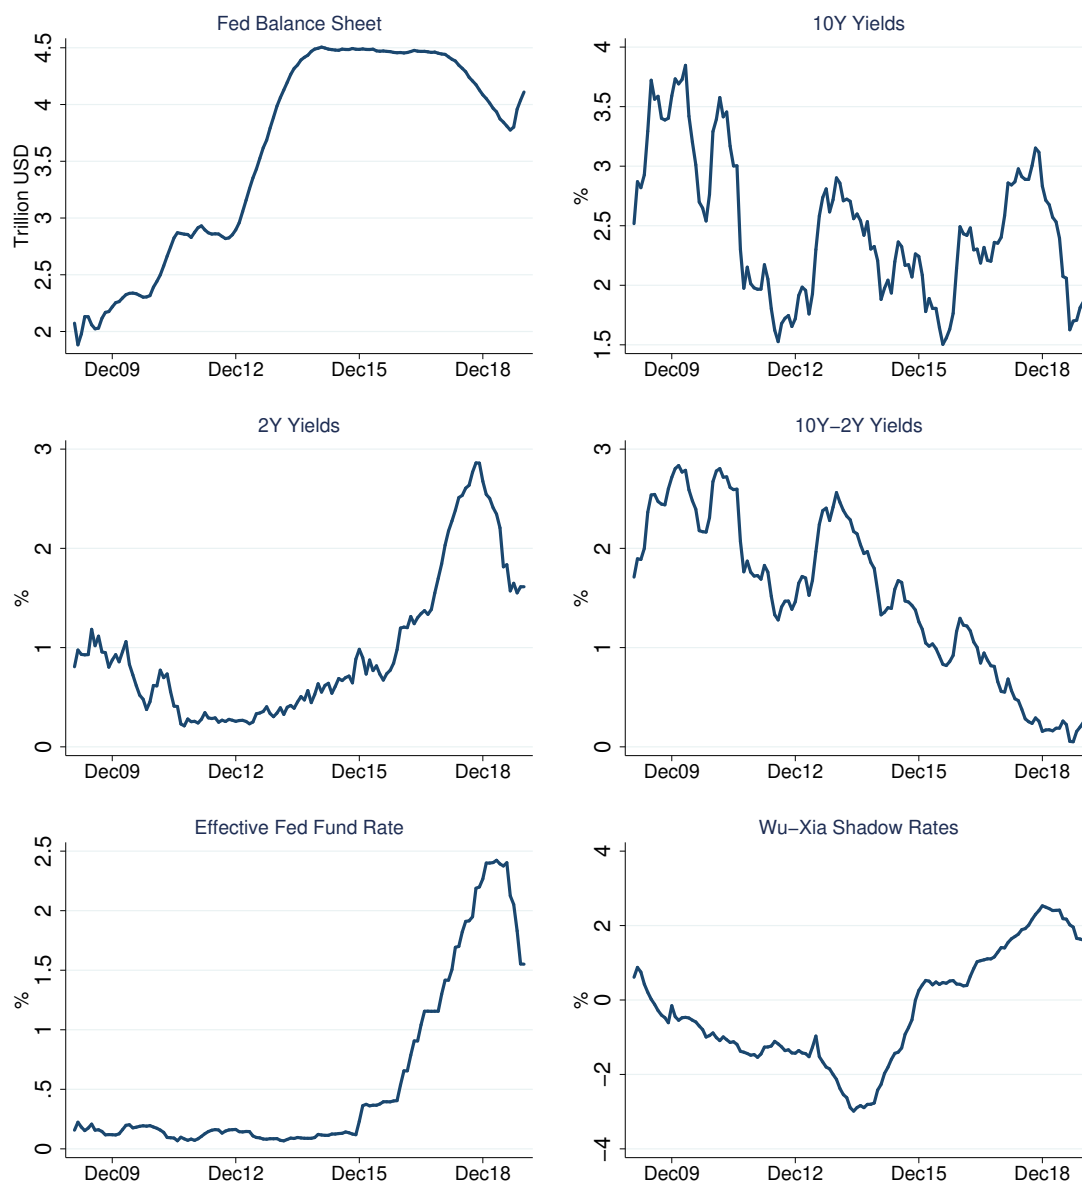 Fed Balance Sheet
Trillion USD
4.5
4
3.5
3
2.5
2
Dec09 Dec12 Dec15 Dec18
10Y Yields
%
4
3.5
3
2.5
2
1.5
Dec09 Dec12 Dec15 Dec18
2Y Yields
%
3
2
1
0
Dec09 Dec12 Dec15 Dec18
10Y−2Y Yields
%
3
2
1
0
Dec09 Dec12 Dec15 Dec18
Effective Fed Fund Rate
%
2.5
2
1.5
1
.5
0
Dec09 Dec12 Dec15 Dec18
Wu−Xia Shadow Rates
%
4
2
0
−2
−4
Dec09 Dec12 Dec15 Dec18